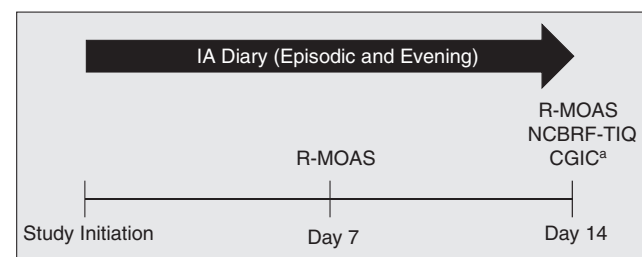 IA Diary (Episodic and Evening)
R-MOAS
NCBRF-TIQ
CGICᵃ
R-MOAS
Study Initiation
Day 7
Day 14